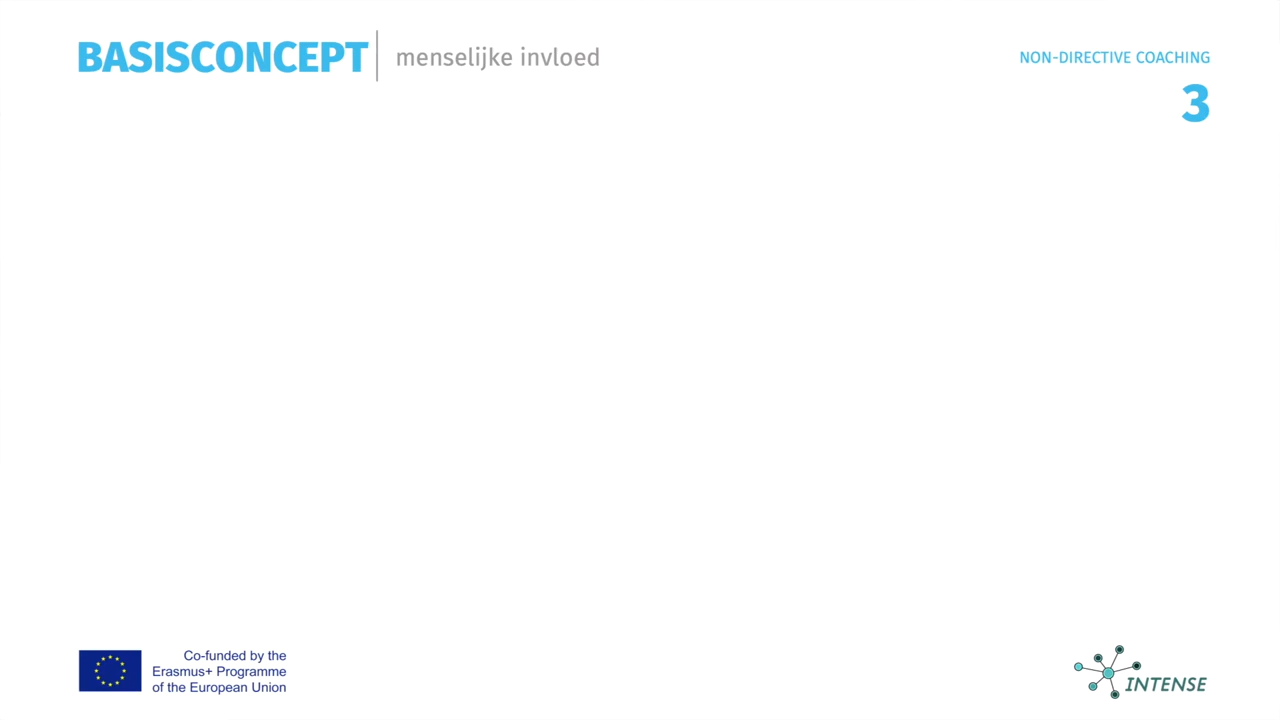 BASISCONCEPT
menselijke invloed
NON-DIRECTIVE COACHING
3
Co-funded by the
Erasmus+ Programme
of the European Union
INTENSE